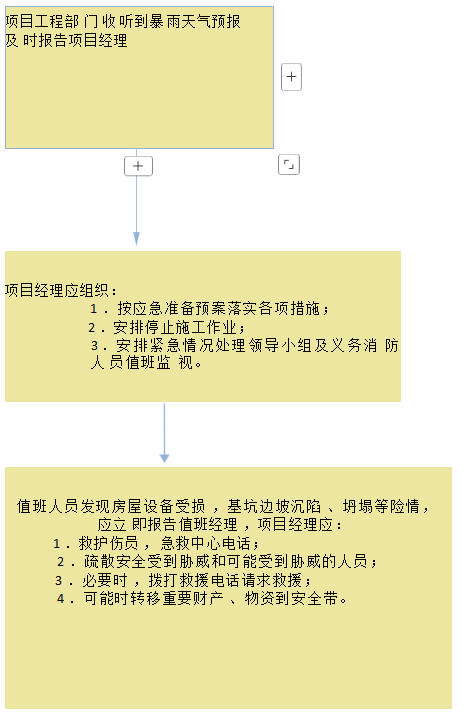 项目工程部 门 收 听到暴 雨天气预报
及 时报告项目经理
项目经理应组织：
1 ．按应急准备预案落实各项措施；
2 ．安排停止施工作业；
3 ．安排紧急情况处理领导小组及义务消 防
人 员值班监 视。
值班人员发现房屋设备受损 ，基坑边坡沉陷 、坍塌等险情，
应立 即报告值班经理 ，项目经理应：
1 ．救护伤员 ，急救中心电话；
2 ．疏散安全受到胁威和可能受到胁威的人员；
3 ．必要时 ，拨打救援电话请求救援；
4 ．可能时转移重要财产 、物资到安全带。